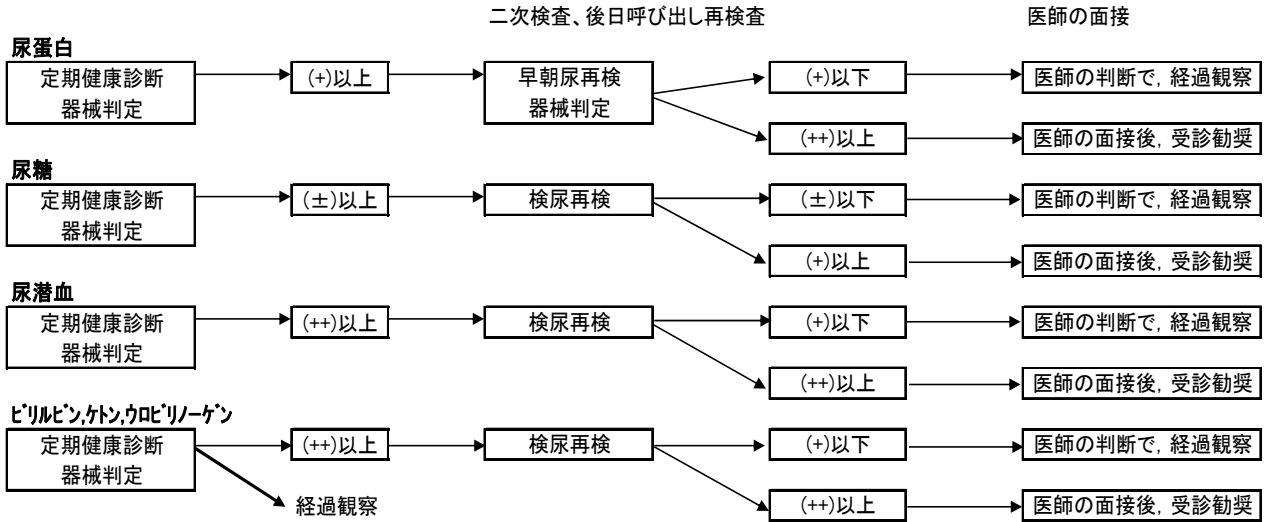 二次検査、後日呼び出し再検査
医師の面接
尿蛋白
定期健康診断
器械判定
(+)以上
早朝尿再検
器械判定
(+)以下
医師の判断で, 経過観察
(++)以上
医師の面接後, 受診勧奨
尿糖
定期健康診断
器械判定
(±)以上
検尿再検
(±)以下
医師の判断で, 経過観察
(+)以上
医師の面接後, 受診勧奨
尿潜血
定期健康診断
器械判定
(++)以上
検尿再検
(+)以下
医師の判断で, 経過観察
(++)以上
医師の面接後, 受診勧奨
ﾋﾞﾘﾙﾋﾞﾝ,ｹﾄﾝ,ｳﾛﾋﾞﾘﾉｰｹﾞﾝ
定期健康診断
器械判定
(++)以上
検尿再検
(+)以下
医師の判断で, 経過観察
経過観察
(++)以上
医師の面接後, 受診勧奨